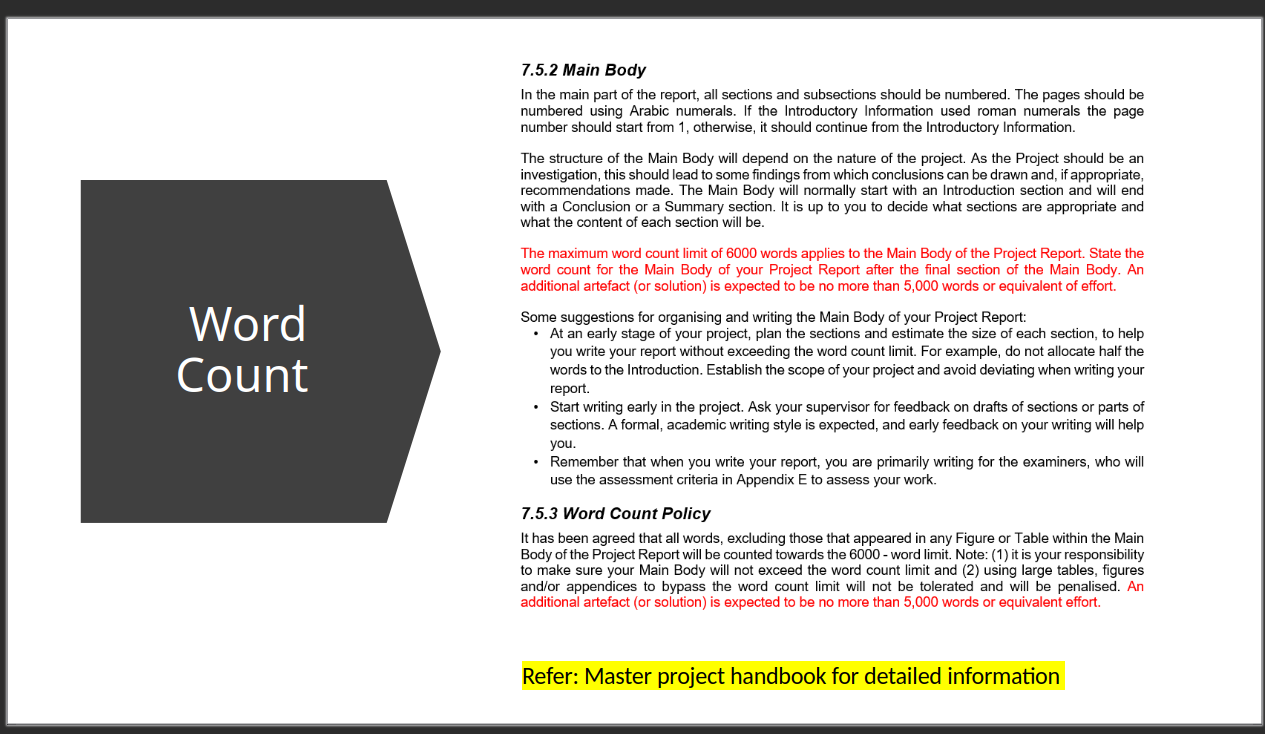 Word
Count
7.5.2 Main Body
In the main part of the report, all sections and subsections should be numbered. The pages should be
numbered using Arabic numerals. If the Introductory Information used roman numerals the page
number should start from 1, otherwise, it should continue from the Introductory Information.
The structure of the Main Body will depend on the nature of the project. As the Project should be an
investigation, this should lead to some findings from which conclusions can be drawn and, if appropriate,
recommendations made. The Main Body will normally start with an Introduction section and will end
with a Conclusion or a Summary section. It is up to you to decide what sections are appropriate and
what the content of each section will be.
The maximum word count limit of 6000 words applies to the Main Body of the Project Report. State the
word count for the Main Body of your Project Report after the final section of the Main Body. An
additional artefact (or solution) is expected to be no more than 5,000 words or equivalent of effort.
Some suggestions for organising and writing the Main Body of your Project Report:
• At an early stage of your project, plan the sections and estimate the size of each section, to help
you write your report without exceeding the word count limit. For example, do not allocate half the
words to the Introduction. Establish the scope of your project and avoid deviating when writing your
report.
• Start writing early in the project. Ask your supervisor for feedback on drafts of sections or parts of
sections. A formal, academic writing style is expected, and early feedback on your writing will help
you.
• Remember that when you write your report, you are primarily writing for the examiners, who will
use the assessment criteria in Appendix E to assess your work.
7.5.3 Word Count Policy
It has been agreed that all words, excluding those that appeared in any Figure or Table within the Main
Body of the Project Report will be counted towards the 6000 - word limit. Note: (1) it is your responsibility
to make sure your Main Body will not exceed the word count limit and (2) using large tables, figures
and/or appendices to bypass the word count limit will not be tolerated and will be penalised. An
additional artefact (or solution) is expected to be no more than 5,000 words or equivalent effort.
Refer: Master project handbook for detailed information